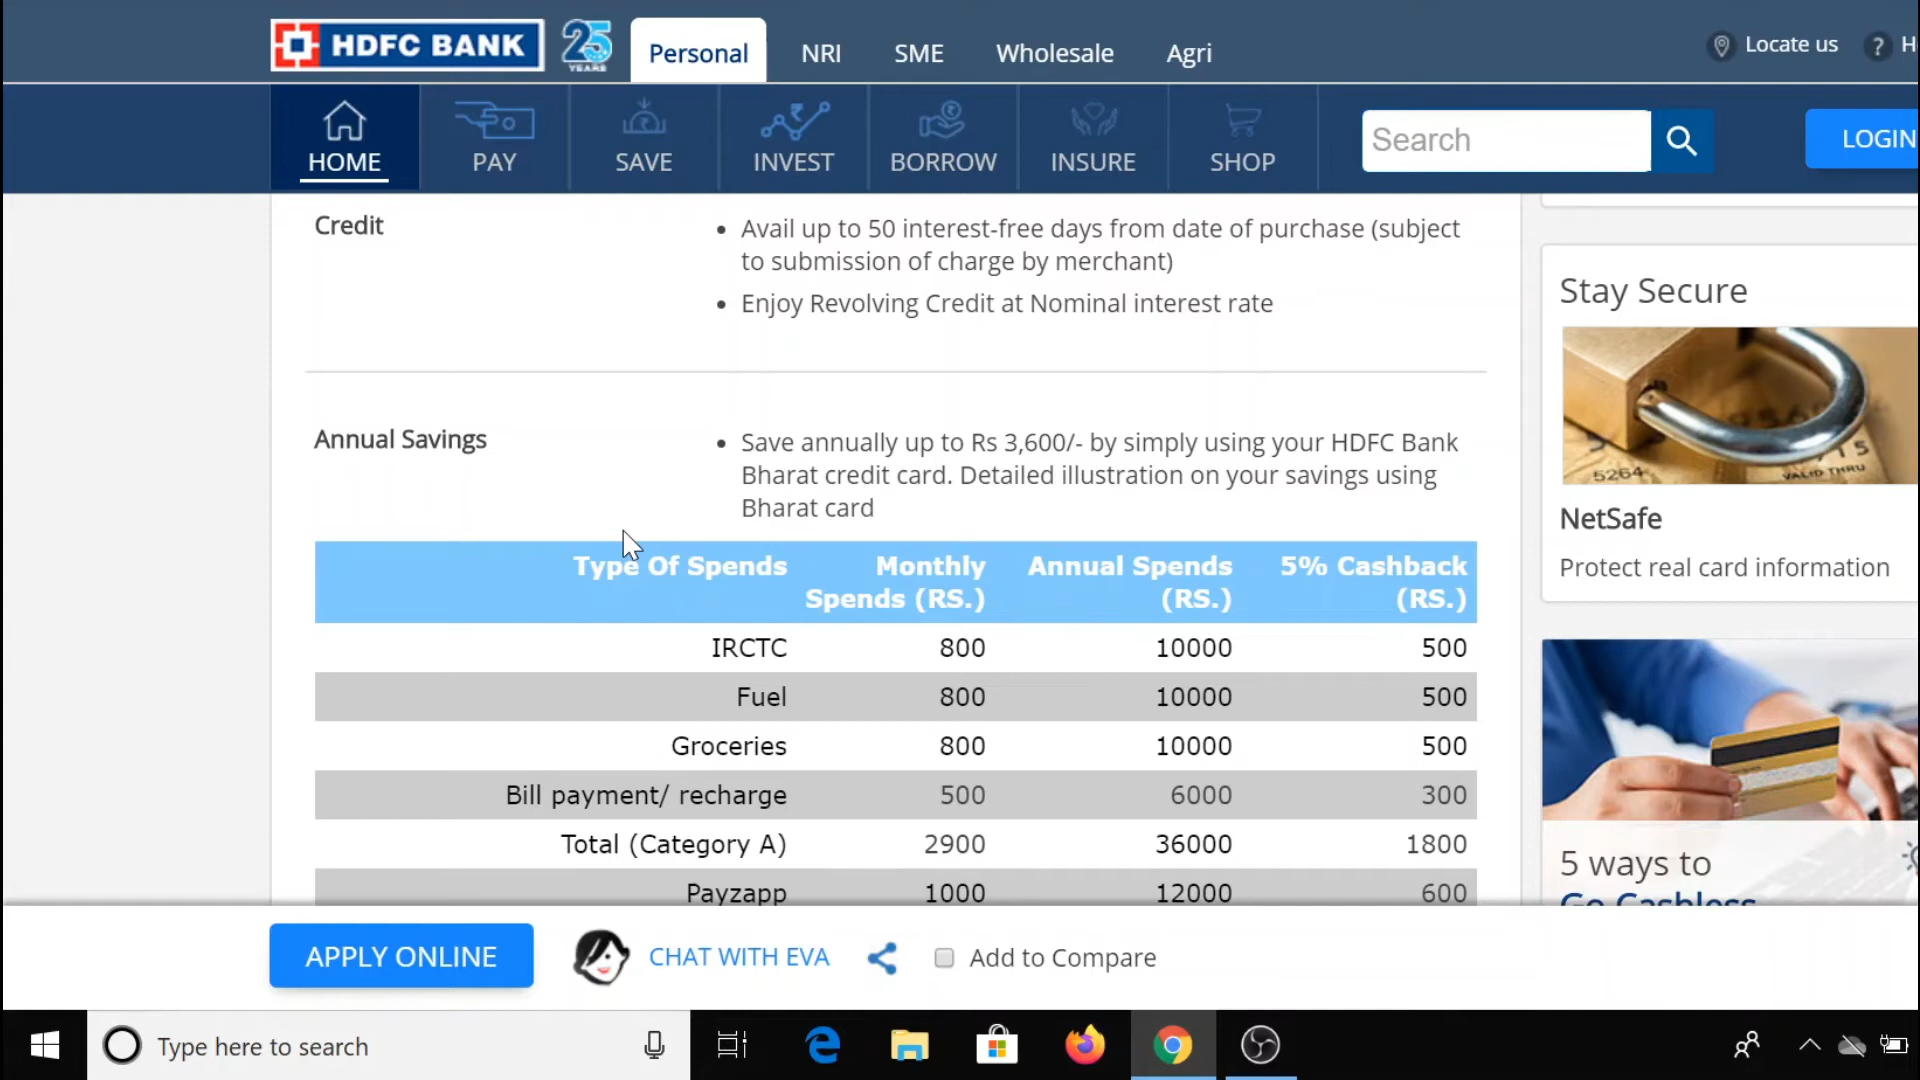 HDFC BANK
25
YEARS
Personal
NRI
SME
Wholesale
Agri
Locate us
?
HOME
PAY
SAVE
INVEST
BORROW
INSURE
SHOP
Search
LOGIN
Credit
• Avail up to 50 interest-free days from date of purchase (subject
to submission of charge by merchant)
• Enjoy Revolving Credit at Nominal interest rate
Annual Savings
• Save annually up to Rs 3,600/- by simply using your HDFC Bank
Bharat credit card. Detailed illustration on your savings using
Bharat card
Type Of Spends Monthly Spends (RS.) Annual Spends (RS.) 5% Cashback (RS.)
IRCTC 800 10000 500
Fuel 800 10000 500
Groceries 800 10000 500
Bill payment/ recharge 500 6000 300
Total (Category A) 2900 36000 1800
Payzapp 1000 12000 600
Stay Secure
5264
VALID THRU
NetSafe
Protect real card information
5 ways to
Go Cashless
APPLY ONLINE
CHAT WITH EVA
Add to Compare
Type here to search